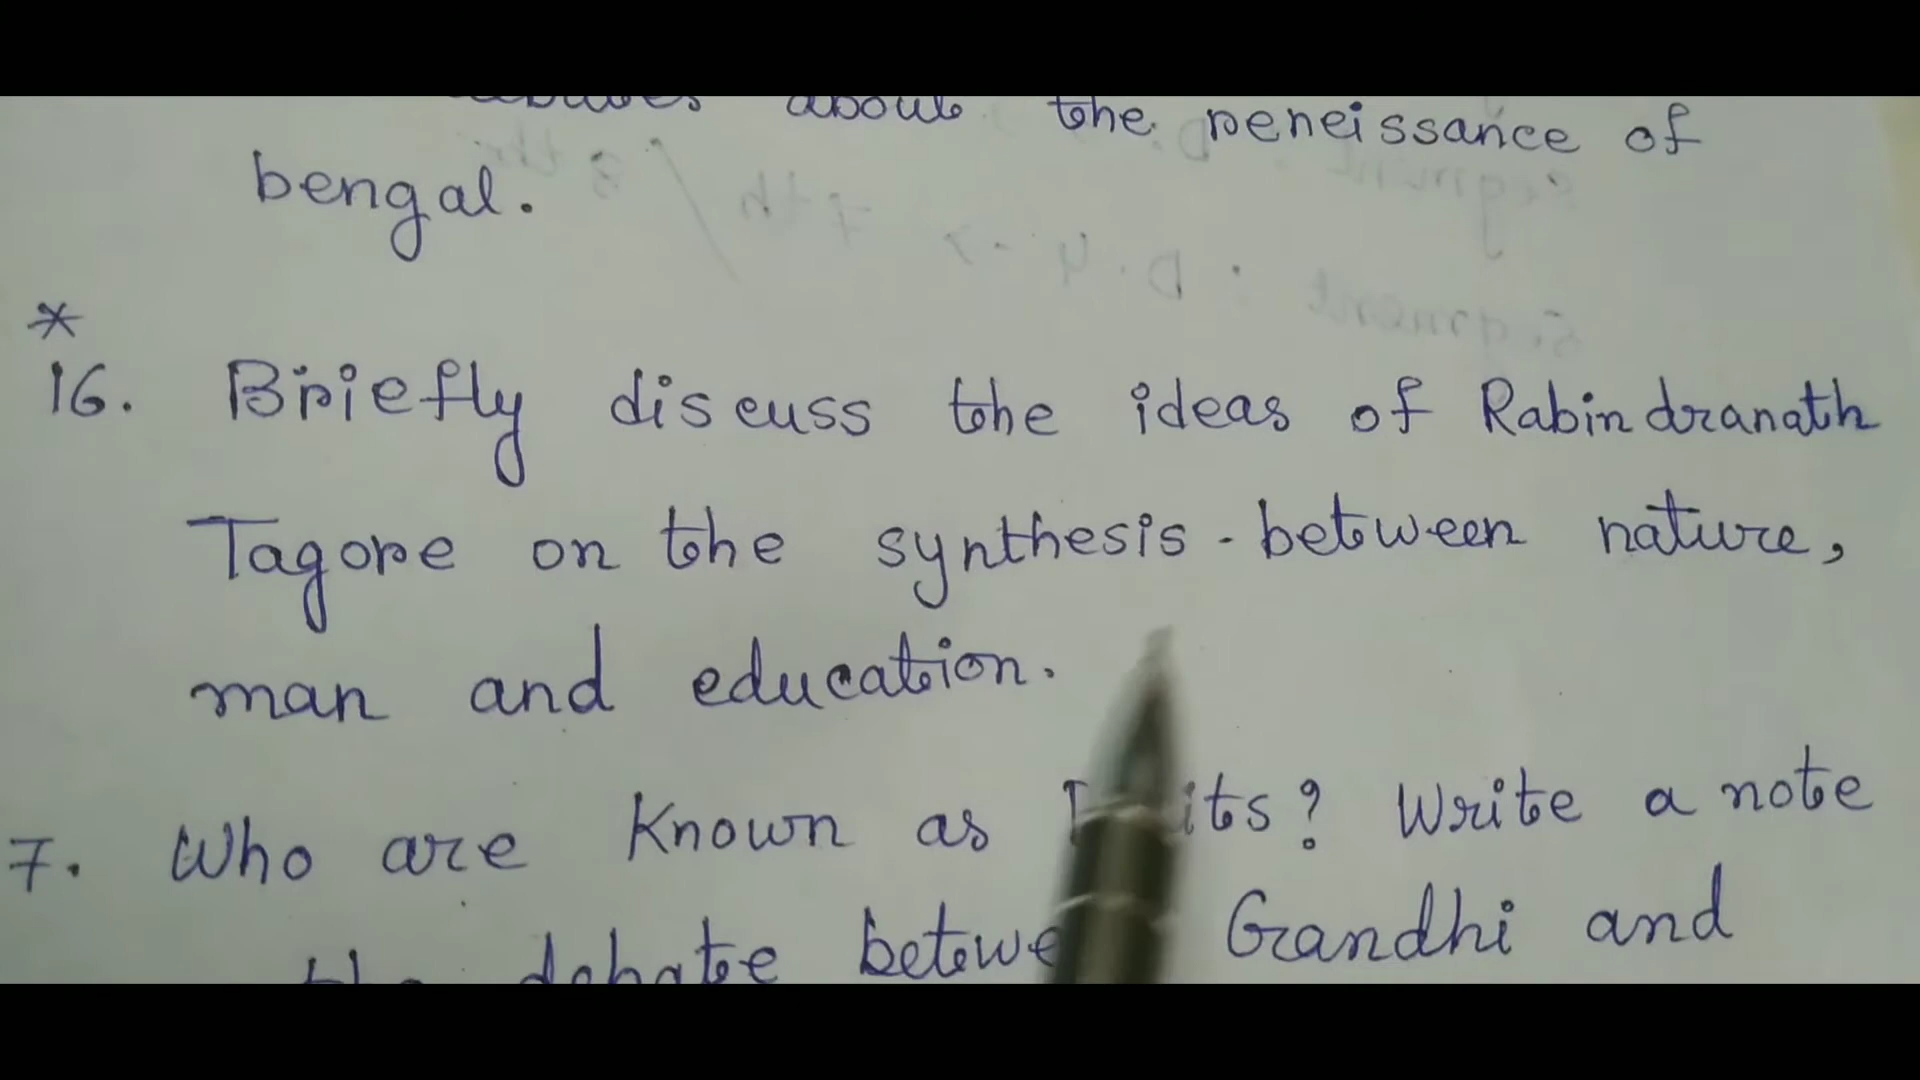 about the reneissance of
bengal.
*
16. Briefly discuss the ideas of Rabindranath
Tagore on the synthesis - between nature,
man and education.
7. Who are known as its? Write a note
Gandhi and